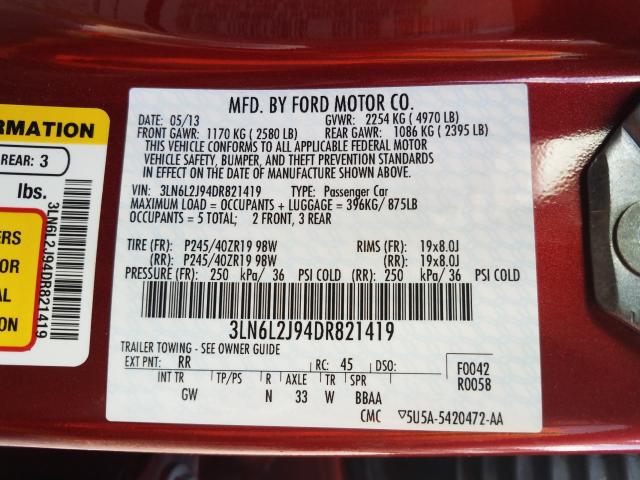 ORMATION
REAR: 3
lbs.
ERS
OR
AL
ON
3LN6L2J94DR821419
MFD. BY FORD MOTOR CO.
DATE: 05/13 GVWR: 2254 KG ( 4970 LB)
FRONT GAWR: 1170 KG ( 2580 LB) REAR GAWR: 1086 KG ( 2395 LB)
THIS VEHICLE CONFORMS TO ALL APPLICABLE FEDERAL MOTOR
VEHICLE SAFETY, BUMPER, AND THEFT PREVENTION STANDARDS
IN EFFECT ON THE DATE OF MANUFACTURE SHOWN ABOVE.
VIN: 3LN6L2J94DR821419 TYPE: Passenger Car
MAXIMUM LOAD = OCCUPANTS + LUGGAGE = 396KG/ 875LB
OCCUPANTS = 5 TOTAL; 2 FRONT, 3 REAR
TIRE (FR): P245/40ZR19 98W RIMS (FR): 19x8.0J
(RR): P245/40ZR19 98W (RR): 19x8.0J
PRESSURE (FR): 250 kPa/ 36 PSI COLD (RR): 250 kPa/ 36 PSI COLD
3LN6L2J94DR821419
TRAILER TOWING - SEE OWNER GUIDE
EXT PNT: RR RC: 45 DSO:
F0042
R0058
INT TR TP/PS R AXLE TR SPR
GW N 33 W BBAA
CMC ▽5U5A-5420472-AA